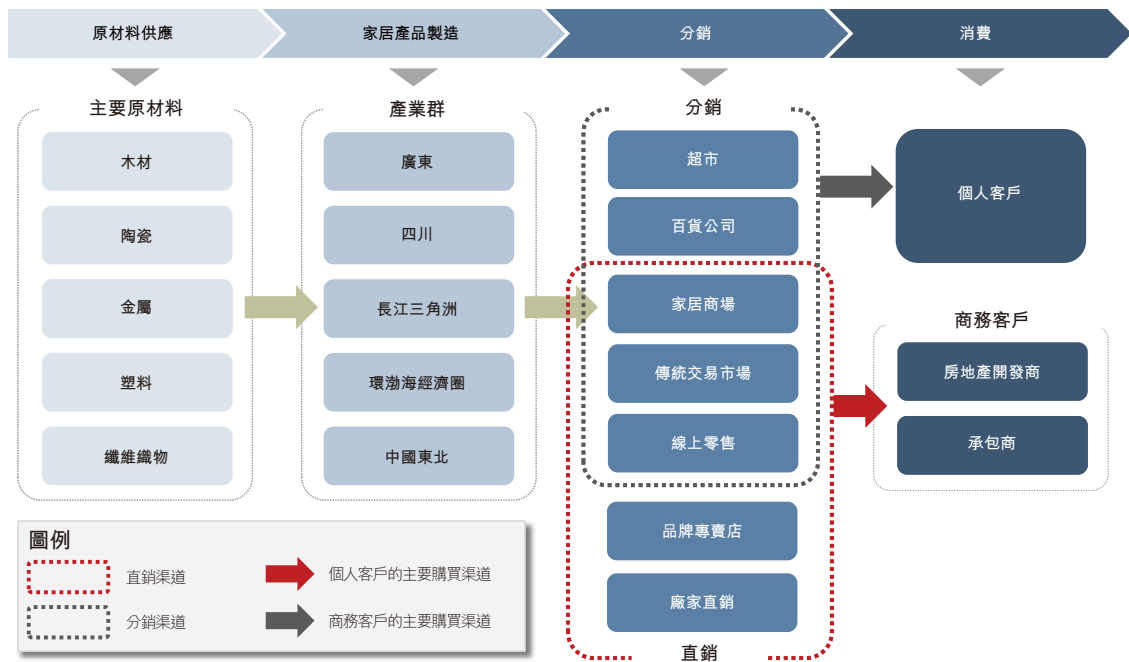 原材料供應
家居產品製造
分銷
消費
主要原材料
木材
陶瓷
金屬
塑料
纖維織物
產業群
廣東
四川
長江三角洲
環渤海經濟圈
中國東北
分銷
超市
百貨公司
家居商場
傳統交易市場
線上零售
品牌專賣店
廠家直銷
直銷
個人客戶
商務客戶
房地產開發商
承包商
圖例
直銷渠道
個人客戶的主要購買渠道
分銷渠道
商務客戶的主要購買渠道